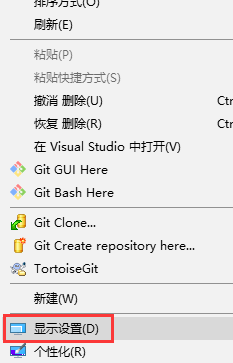 排序方式(O)
刷新(E)
粘贴(P)
粘贴快捷方式(S)
撤消 删除(U) Ctr
恢复 删除(R) Ctr
在 Visual Studio 中打开(V)
Git GUI Here
Git Bash Here
Git Clone...
Git Create repository here...
TortoiseGit
新建(W)
显示设置(D)
个性化(R)